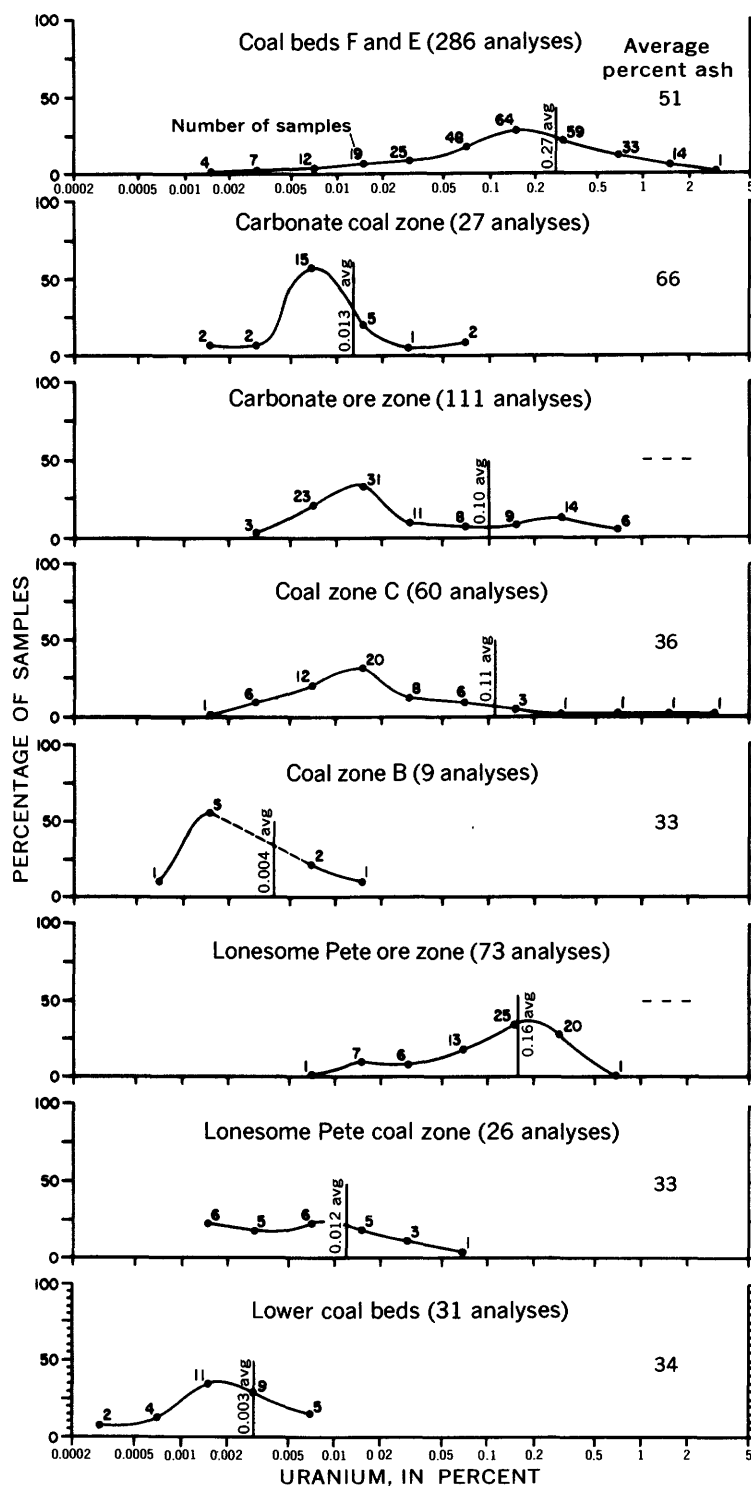 PERCENTAGE OF SAMPLES
100
50
0
Coal beds F and E (286 analyses)
Average
percent ash
51
Number of samples
4 7 12 19 25 48 64 59 33 14 1
0.27 avg
0.0002 0.0005 0.001 0.002 0.005 0.01 0.02 0.05 0.1 0.2 0.5 1 2 5
100
50
0
Carbonate coal zone (27 analyses)
66
2 2 15 5 1 2
0.013 avg
100
50
0
Carbonate ore zone (111 analyses)
– – –
3 23 31 11 8 9 14 6
0.10 avg
100
50
0
Coal zone C (60 analyses)
36
1 6 12 20 8 6 3 1 1 1 1
0.11 avg
100
50
0
Coal zone B (9 analyses)
33
1 5 2 1
0.004 avg
100
50
0
Lonesome Pete ore zone (73 analyses)
– – –
1 7 6 13 25 20 1
0.16 avg
100
50
0
Lonesome Pete coal zone (26 analyses)
33
6 5 6 5 3 1
0.012 avg
100
50
0
Lower coal beds (31 analyses)
34
2 4 11 9 5
0.003 avg
0.0002 0.0005 0.001 0.002 0.005 0.01 0 02 0.05 0.1 0.2 0.5 1 2 5
URANIUM, IN PERCENT